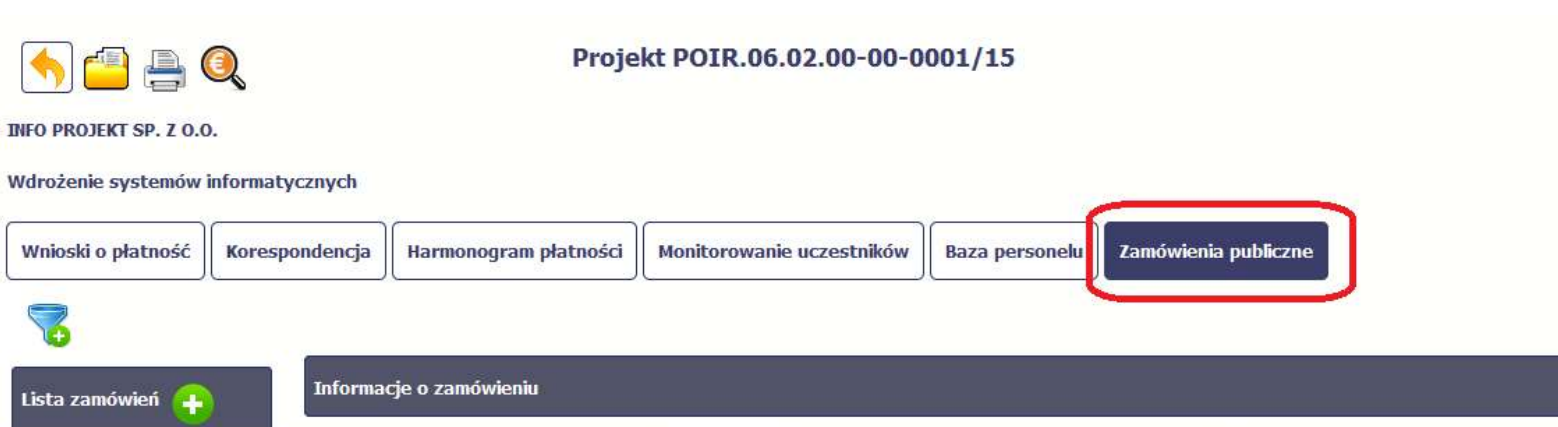 Projekt POIR.06.02.00-00-0001/15
INFO PROJEKT SP. Z O.O.
Wdrożenie systemów informatycznych
Wnioski o płatność Korespondencja Harmonogram płatności Monitorowanie uczestników Baza personelu Zamówienia publiczne
Lista zamówień
Informacje o zamówieniu